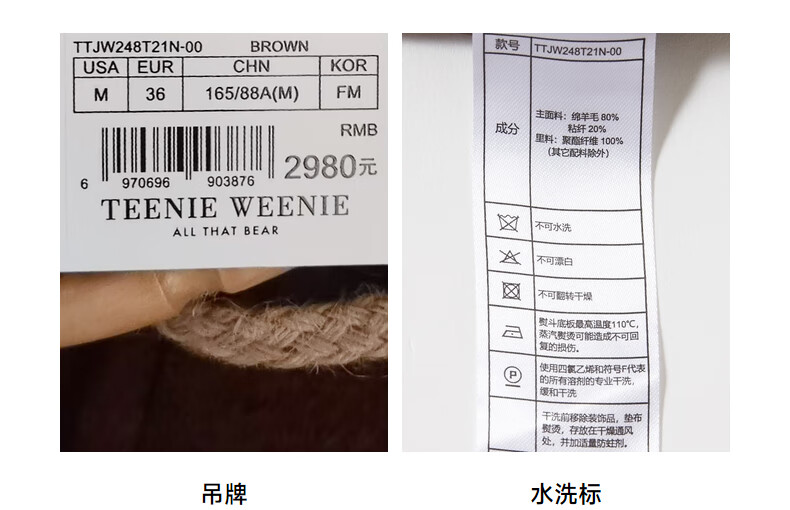 TTJW248T21N-00 BROWN
USA EUR CHN KOR
M 36 165/88A(M) FM
RMB
2980元
6 970696 903876
TEENIE WEENIE
ALL THAT BEAR
吊牌
款号 TTJW248T21N-00
成分
主面料：绵羊毛 80%
粘纤 20%
里料：聚酯纤维 100%
（其它配料除外）
不可水洗
不可漂白
不可翻转干燥
熨斗底板最高温度110℃，
蒸汽熨烫可能造成不可回
复的损伤。
P
使用四氯乙烯和符号F代表
的所有溶剂的专业干洗，
缓和干洗
干洗前移除装饰品，垫布
熨烫，存放在干燥通风
处，并加适量防蛀剂。
水洗标